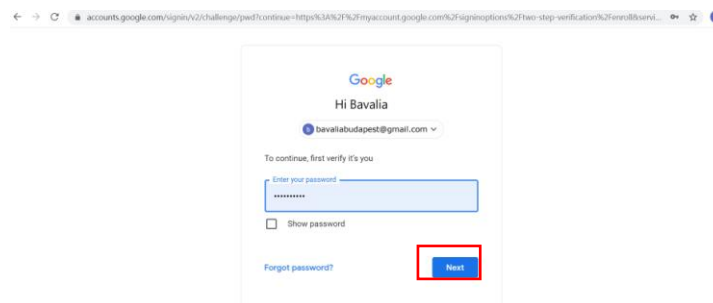 accounts.google.com/signin/v2/challenge/pwd?continue=https%3A%2F%2Fmyaccount.google.com%2Fsigninoptions%2Ftwo-step-verification%2Fenroll&servi...
Google
Hi Bavalia
bavaliabudapest@gmail.com
To continue, first verify it's you
Enter your password
••••••••••
Show password
Forgot password?
Next